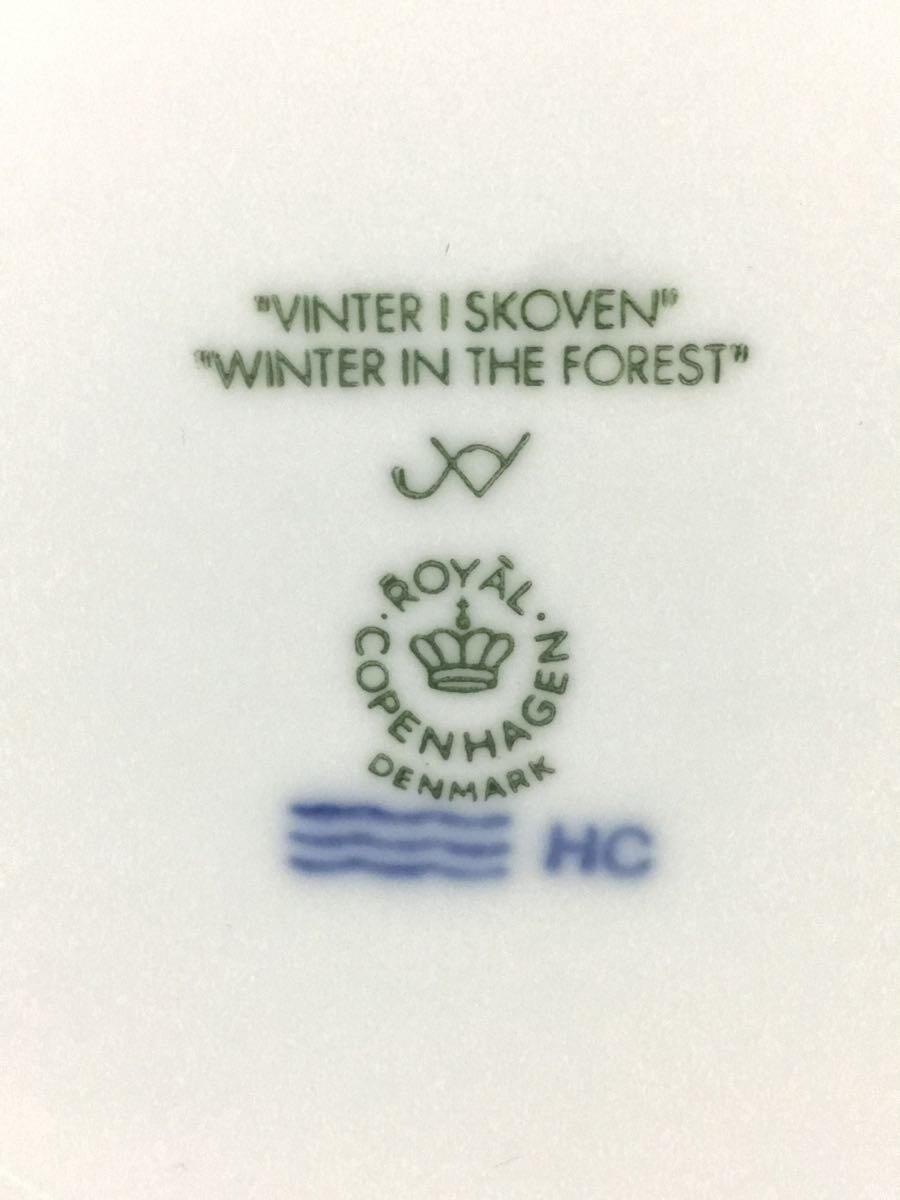 "VINTER I SKOVEN"
"WINTER IN THE FOREST"
ROYAL
COPENHAGEN
DENMARK
HC